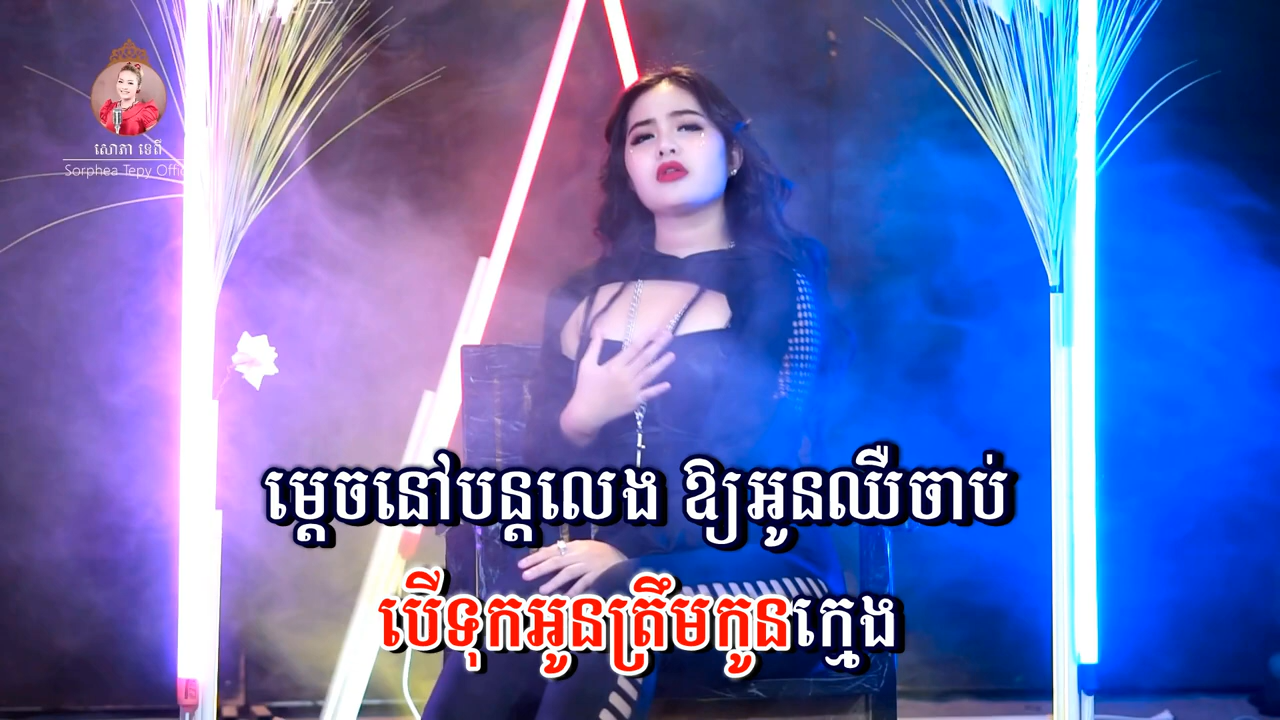 សោភា ទេពី
Sorphea Tepy Offic
ម្ដេចនៅបន្តលេង ឱ្យអូនឈឺចាប់
បើទុកអូនត្រឹមកូនក្មេង